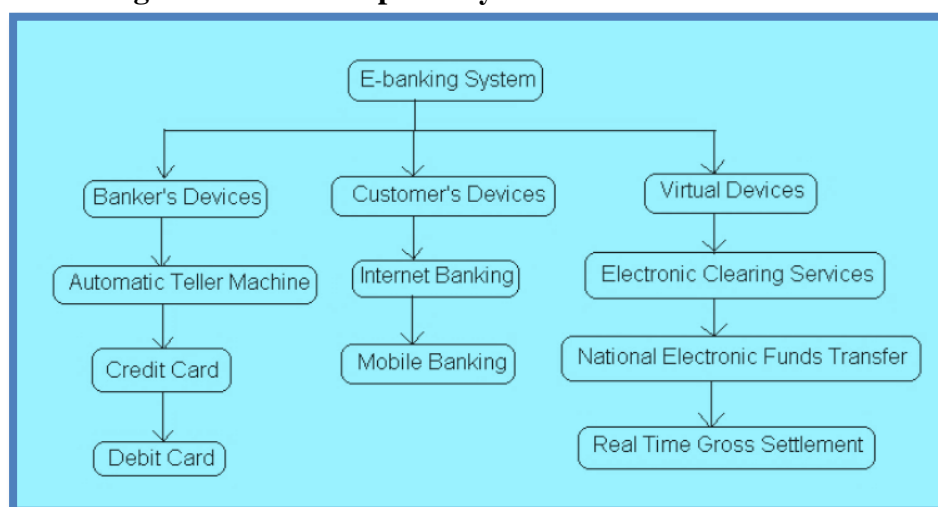 E-banking System
Banker's Devices
Customer's Devices
Virtual Devices
Automatic Teller Machine
Internet Banking
Electronic Clearing Services
Credit Card
Mobile Banking
National Electronic Funds Transfer
Debit Card
Real Time Gross Settlement